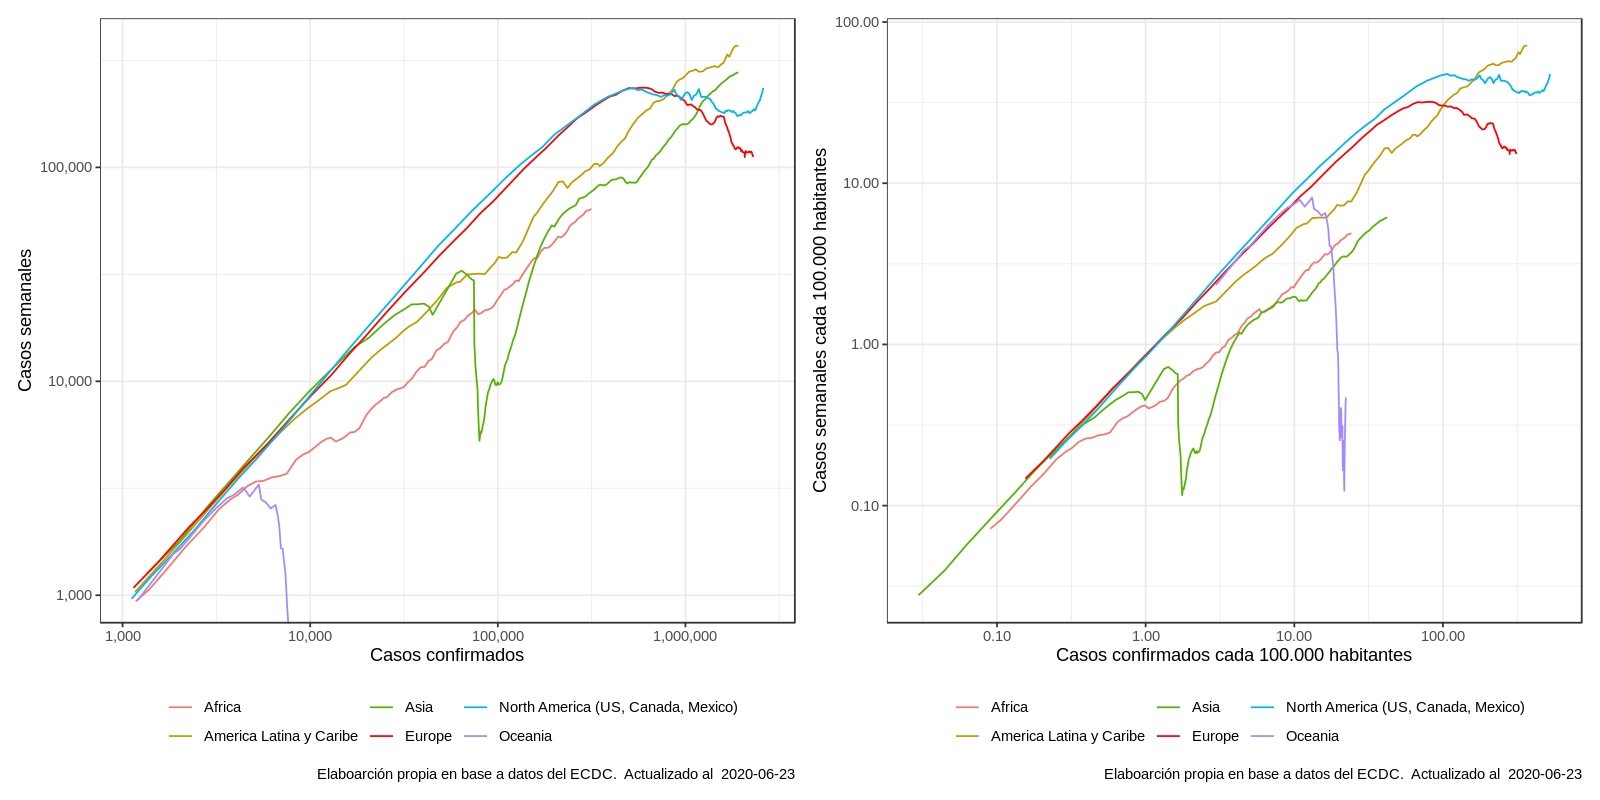 Casos semanales
100,000
10,000
1,000
1,000 10,000 100,000 1,000,000
Casos confirmados
Africa Asia North America (US, Canada, Mexico)
America Latina y Caribe Europe Oceania
Elaboarción propia en base a datos del ECDC. Actualizado al 2020-06-23
Casos semanales cada 100.000 habitantes
100.00
10.00
1.00
0.10
0.10 1.00 10.00 100.00
Casos confirmados cada 100.000 habitantes
Africa Asia North America (US, Canada, Mexico)
America Latina y Caribe Europe Oceania
Elaboarción propia en base a datos del ECDC. Actualizado al 2020-06-23